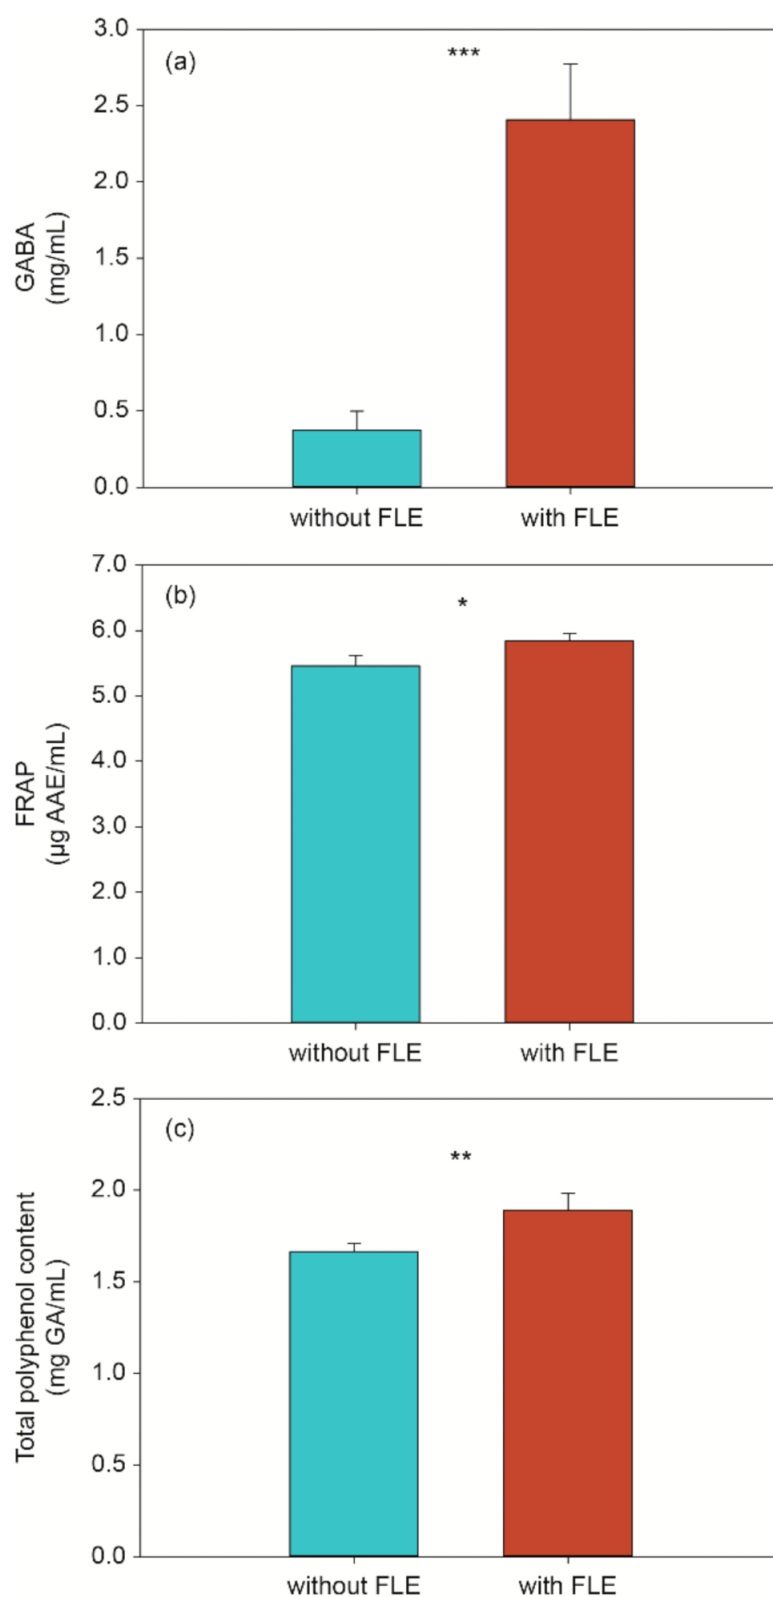 (a)
***
3.0
2.5
2.0
1.5
1.0
0.5
0.0
GABA
(mg/mL)
without FLE
with FLE
(b)
*
7.0
6.0
5.0
4.0
3.0
2.0
1.0
0.0
FRAP
(µg AAE/mL)
without FLE
with FLE
(c)
**
2.5
2.0
1.5
1.0
0.5
0.0
Total polyphenol content
(mg GA/mL)
without FLE
with FLE